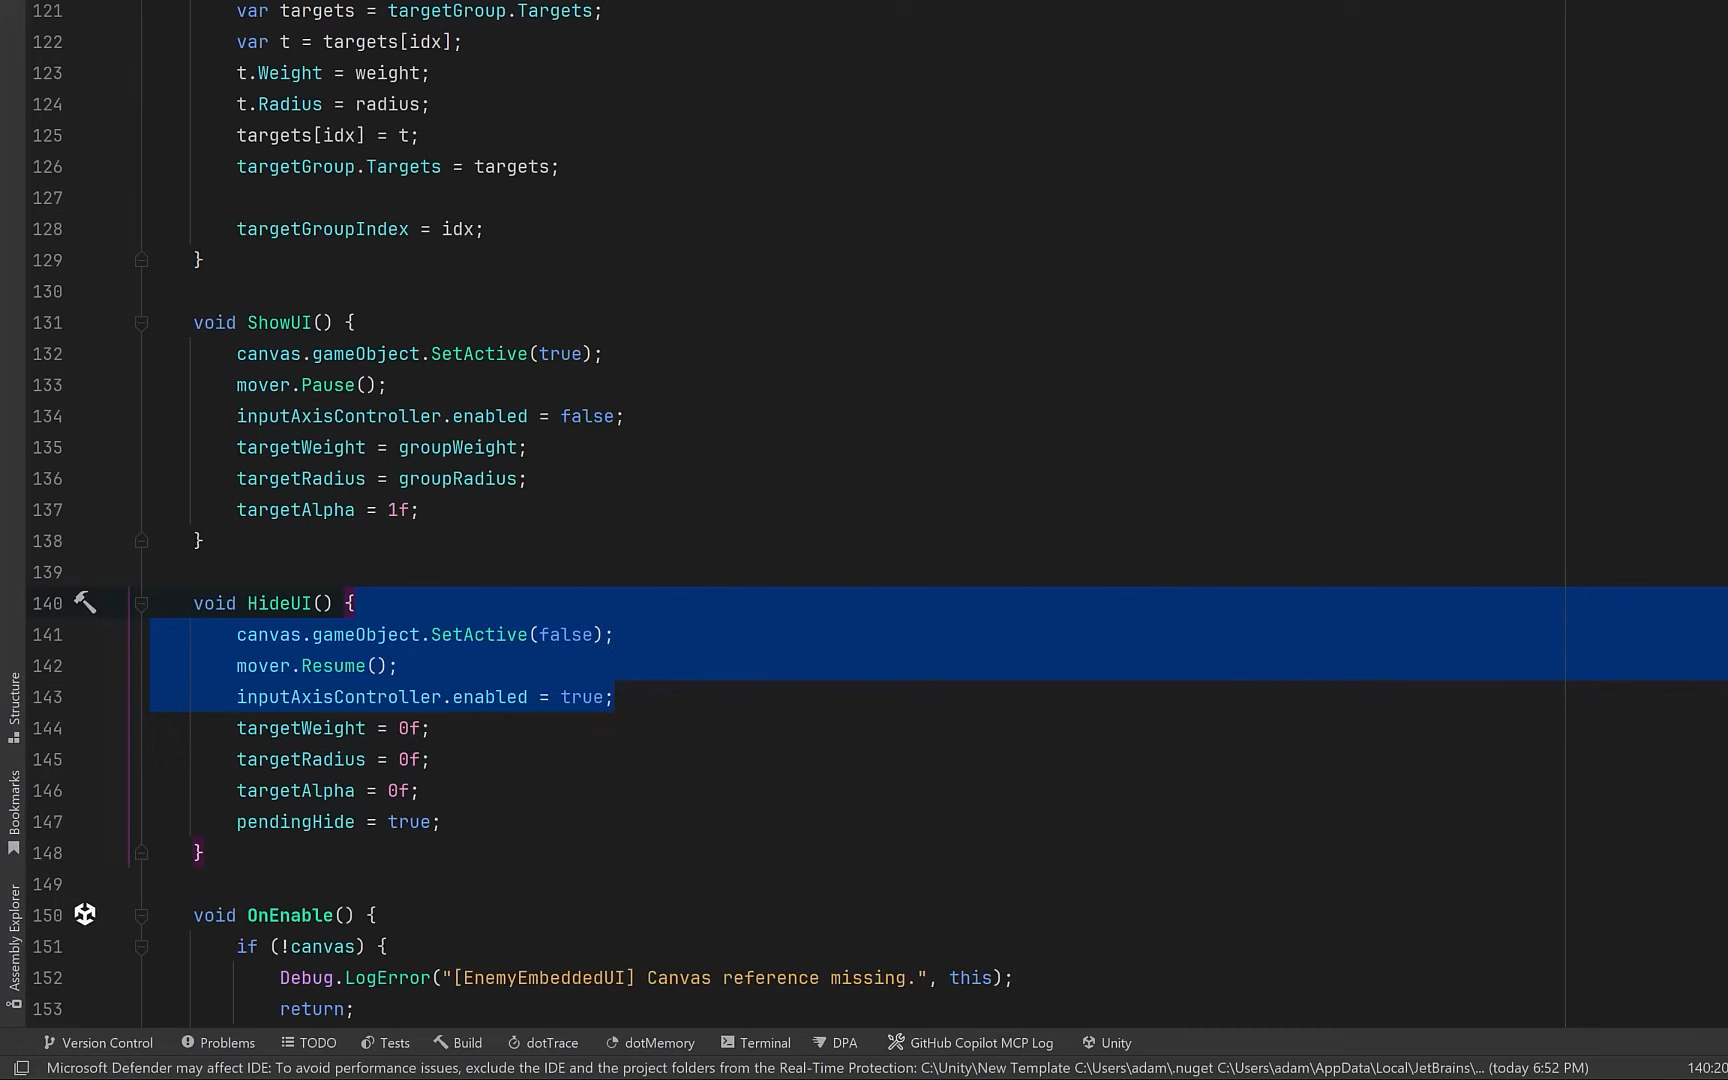 121 var targets = targetGroup.Targets;
122 var t = targets[idx];
123 t.Weight = weight;
124 t.Radius = radius;
125 targets[idx] = t;
126 targetGroup.Targets = targets;
127
128 targetGroupIndex = idx;
129 }
130
131 void ShowUI() {
132 canvas.gameObject.SetActive(true);
133 mover.Pause();
134 inputAxisController.enabled = false;
135 targetWeight = groupWeight;
136 targetRadius = groupRadius;
137 targetAlpha = 1f;
138 }
139
140 void HideUI() {
141 canvas.gameObject.SetActive(false);
142 mover.Resume();
143 inputAxisController.enabled = true;
144 targetWeight = 0f;
145 targetRadius = 0f;
146 targetAlpha = 0f;
147 pendingHide = true;
148 }
149
150 void OnEnable() {
151 if (!canvas) {
152 Debug.LogError("[EnemyEmbeddedUI] Canvas reference missing.", this);
153 return;
Structure
Bookmarks
Assembly Explorer
Version Control Problems TODO Tests Build dotTrace dotMemory Terminal DPA GitHub Copilot MCP Log Unity
Microsoft Defender may affect IDE: To avoid performance issues, exclude the IDE and the project folders from the Real-Time Protection: C:\Unity\New Template C:\Users\adam\.nuget C:\Users\adam\AppData\Local\JetBrains\... (today 6:52 PM) 140:20